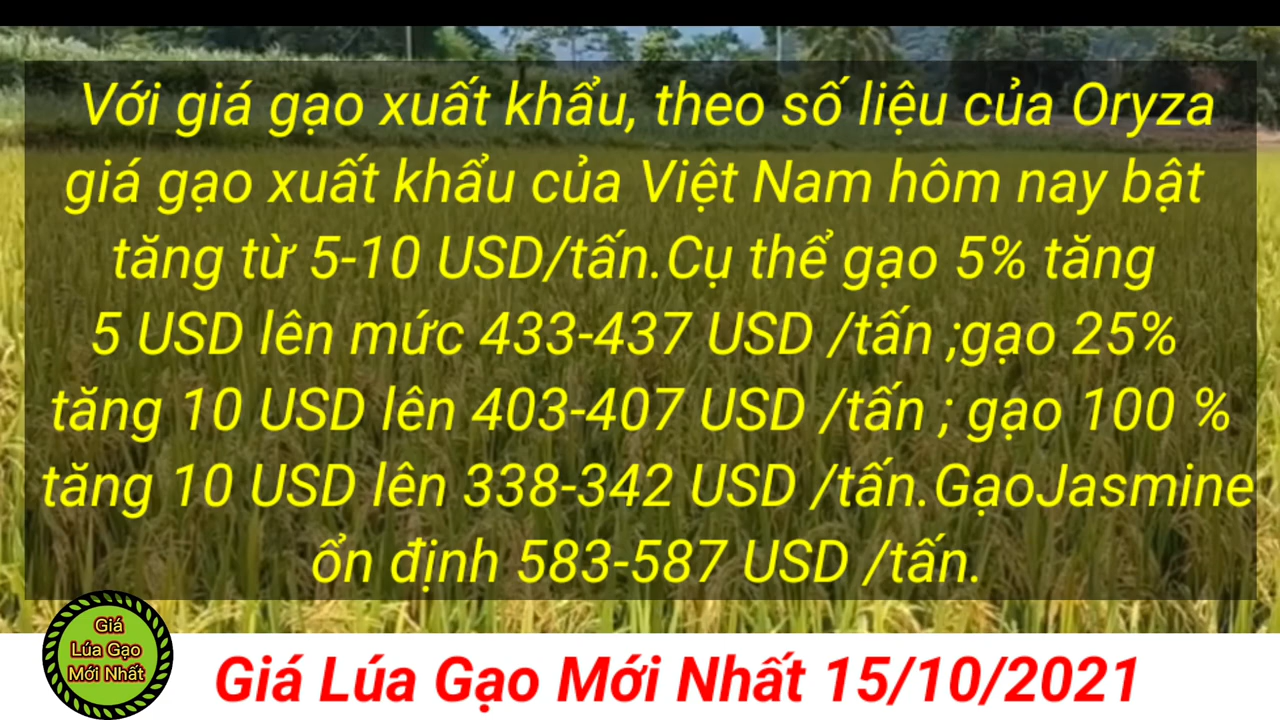 Với giá gạo xuất khẩu, theo số liệu của Oryza
giá gạo xuất khẩu của Việt Nam hôm nay bật
tăng từ 5-10 USD/tấn.Cụ thể gạo 5% tăng
5 USD lên mức 433-437 USD /tấn ;gạo 25%
tăng 10 USD lên 403-407 USD /tấn ; gạo 100 %
tăng 10 USD lên 338-342 USD /tấn.GạoJasmine
ổn định 583-587 USD /tấn.
Giá
Lúa Gạo
Mới Nhất
Giá Lúa Gạo Mới Nhất 15/10/2021